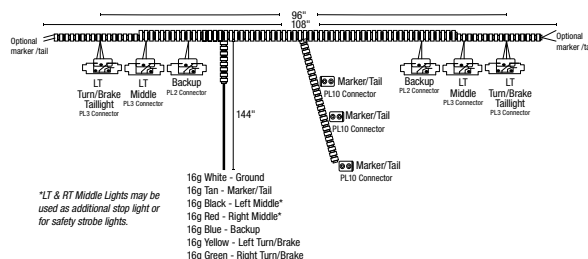 96"
108"
Optional
marker /tail
Optional
marker /ta
LT
Turn/Brake
Taillight
PL3 Connector
LT
Middle
PL3 Connector
Backup
PL2 Connector
144"
Marker/Tail
PL10 Connector
Marker/Tail
PL10 Connector
Marker/Tail
PL10 Connector
Backup
PL2 Connector
LT
Middle
PL3 Connector
LT
Turn/Brake
Taillight
PL3 Connector
*LT & RT Middle Lights may be
used as additional stop light or
for safety strobe lights.
16g White - Ground
16g Tan - Marker/Tail
16g Black - Left Middle*
16g Red - Right Middle*
16g Blue - Backup
16g Yellow - Left Turn/Brake
16g Green - Right Turn/Brake